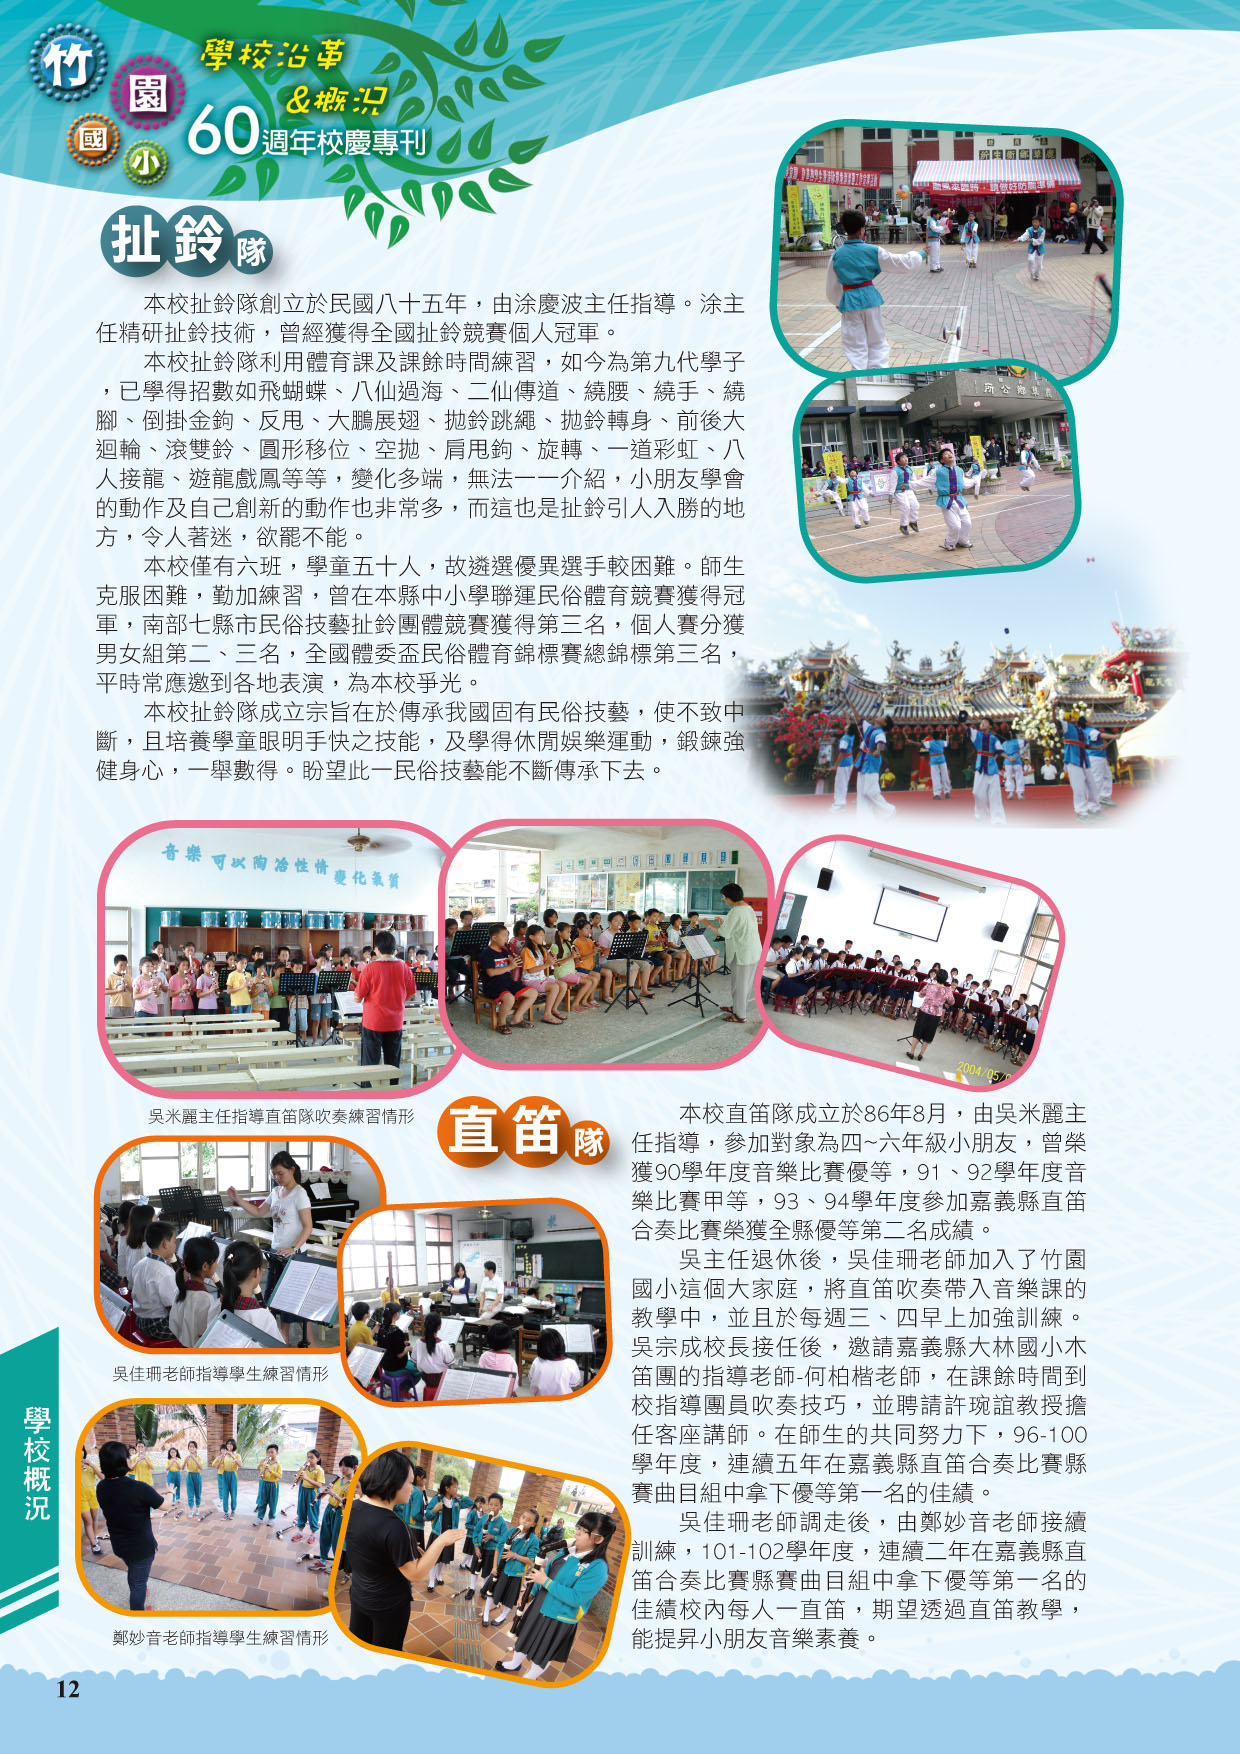 竹園國小
學校沿革
&概況
60週年校慶專刊
扯鈴隊
本校扯鈴隊創立於民國八十五年，由涂慶波主任指導。涂主
任精研扯鈴技術，曾經獲得全國扯鈴競賽個人冠軍。
本校扯鈴隊利用體育課及課餘時間練習，如今為第九代學子
，已學得招數如飛蝴蝶、八仙過海、二仙傳道、繞腰、繞手、繞
腳、倒掛金鉤、反甩、大鵬展翅、拋鈴跳繩、拋鈴轉身、前後大
迴輪、滾雙鈴、圓形移位、空拋、肩甩鉤、旋轉、一道彩虹、八
人接龍、遊龍戲鳳等等，變化多端，無法一一介紹，小朋友學會
的動作及自己創新的動作也非常多，而這也是扯鈴引人入勝的地
方，令人著迷，欲罷不能。
本校僅有六班，學童五十人，故遴選優異選手較困難。師生
克服困難，勤加練習，曾在本縣中小學聯運民俗體育競賽獲得冠
軍，南部七縣市民俗技藝扯鈴團體競賽獲得第三名，個人賽分獲
男女組第二、三名，全國體委盃民俗體育錦標賽總錦標第三名，
平時常應邀到各地表演，為本校爭光。
本校扯鈴隊成立宗旨在於傳承我國固有民俗技藝，使不致中
斷，且培養學童眼明手快之技能，及學得休閒娛樂運動，鍛鍊強
健身心，一舉數得。盼望此一民俗技藝能不斷傳承下去。
音樂可以陶冶性情
變化氣質
吳米麗主任指導直笛隊吹奏練習情形
直笛隊
本校直笛隊成立於86年8月，由吳米麗主
任指導，參加對象為四~六年級小朋友，曾榮
獲90學年度音樂比賽優等，91、92學年度音
樂比賽甲等，93、94學年度參加嘉義縣直笛
合奏比賽榮獲全縣優等第二名成績。
吳主任退休後，吳佳珊老師加入了竹園
國小這個大家庭，將直笛吹奏帶入音樂課的
教學中，並且於每週三、四早上加強訓練。
吳宗成校長接任後，邀請嘉義縣大林國小木
笛團的指導老師-何柏楷老師，在課餘時間到
校指導團員吹奏技巧，並聘請許琬誼教授擔
任客座講師。在師生的共同努力下，96-100
學年度，連續五年在嘉義縣直笛合奏比賽縣
賽曲目組中拿下優等第一名的佳績。
吳佳珊老師調走後，由鄭妙音老師接續
訓練，101-102學年度，連續二年在嘉義縣直
笛合奏比賽縣賽曲目組中拿下優等第一名的
佳績校內每人一直笛，期望透過直笛教學，
能提昇小朋友音樂素養。
吳佳珊老師指導學生練習情形
鄭妙音老師指導學生練習情形
學校概況
12